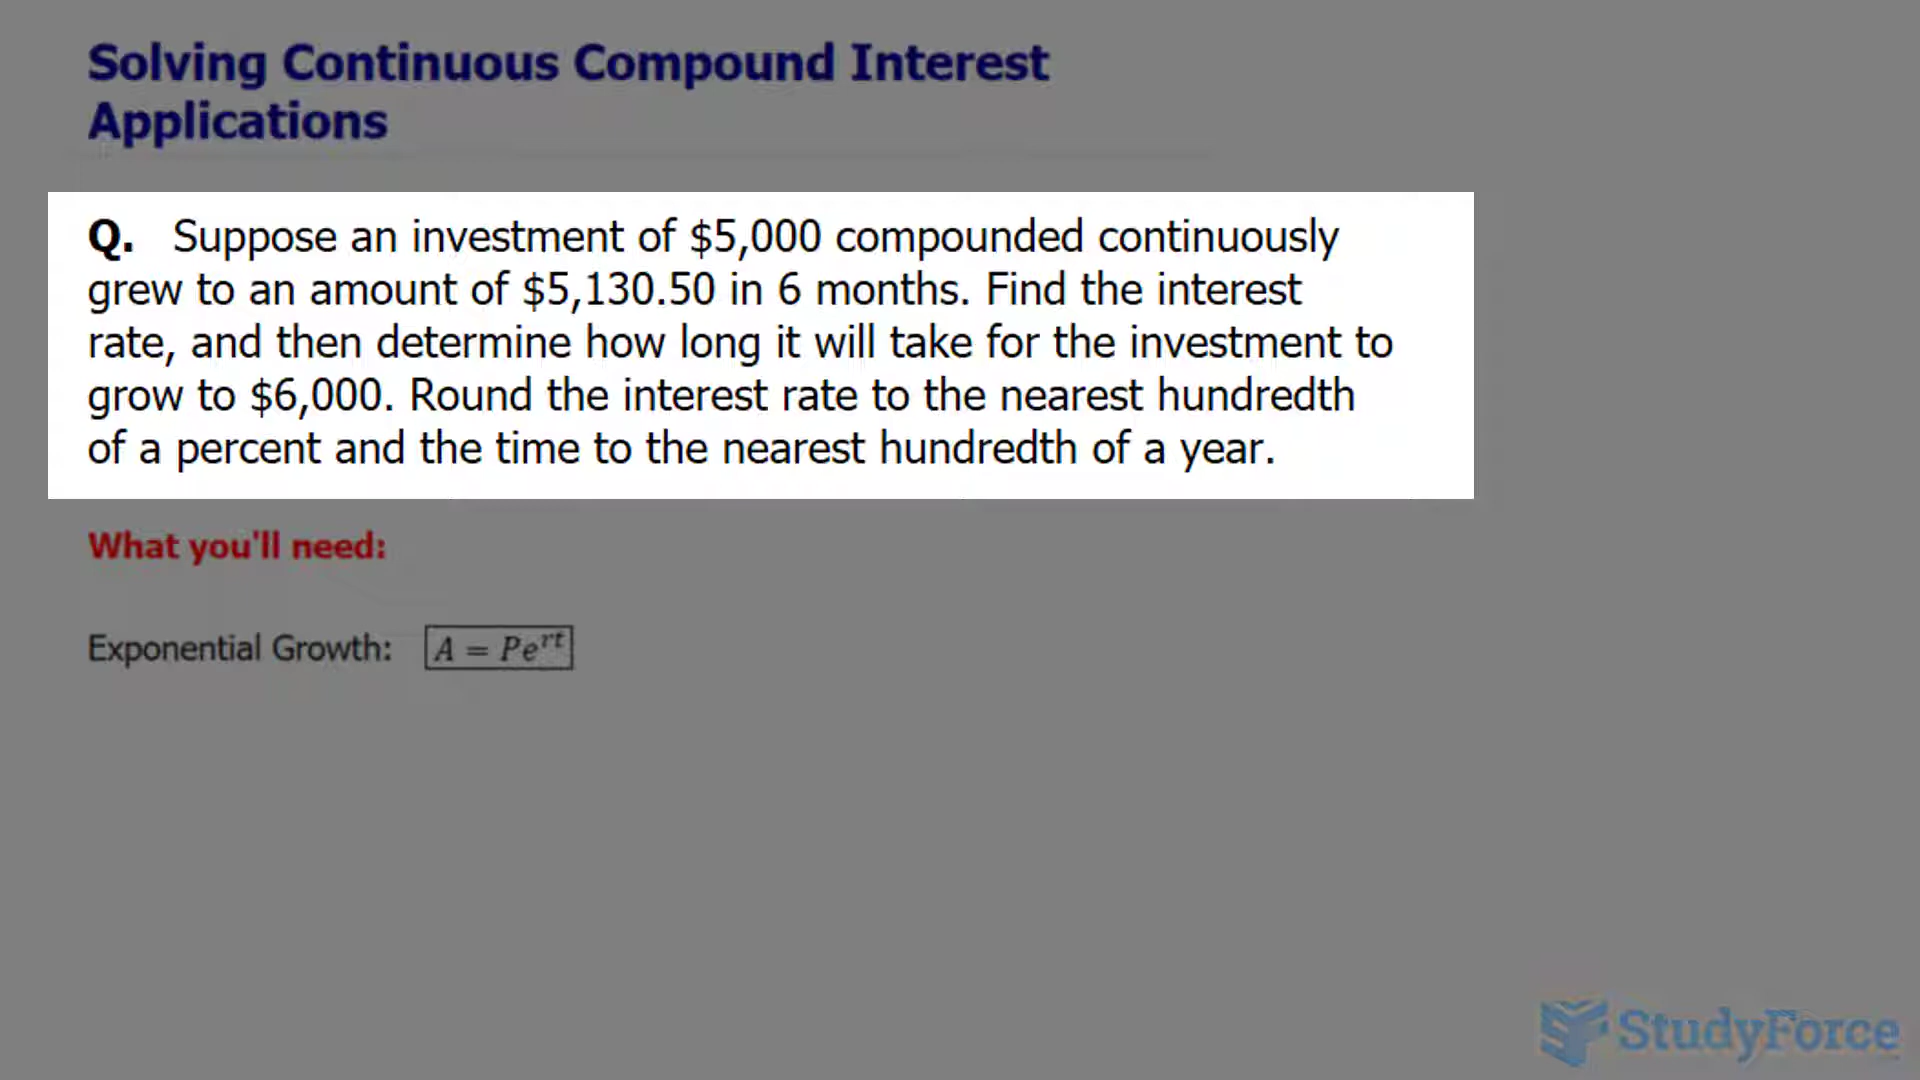 Solving Continuous Compound Interest
Applications
Q. Suppose an investment of $5,000 compounded continuously
grew to an amount of $5,130.50 in 6 months. Find the interest
rate, and then determine how long it will take for the investment to
grow to $6,000. Round the interest rate to the nearest hundredth
of a percent and the time to the nearest hundredth of a year.
What you'll need:
Exponential Growth: A = Pe^{rt}
StudyForce